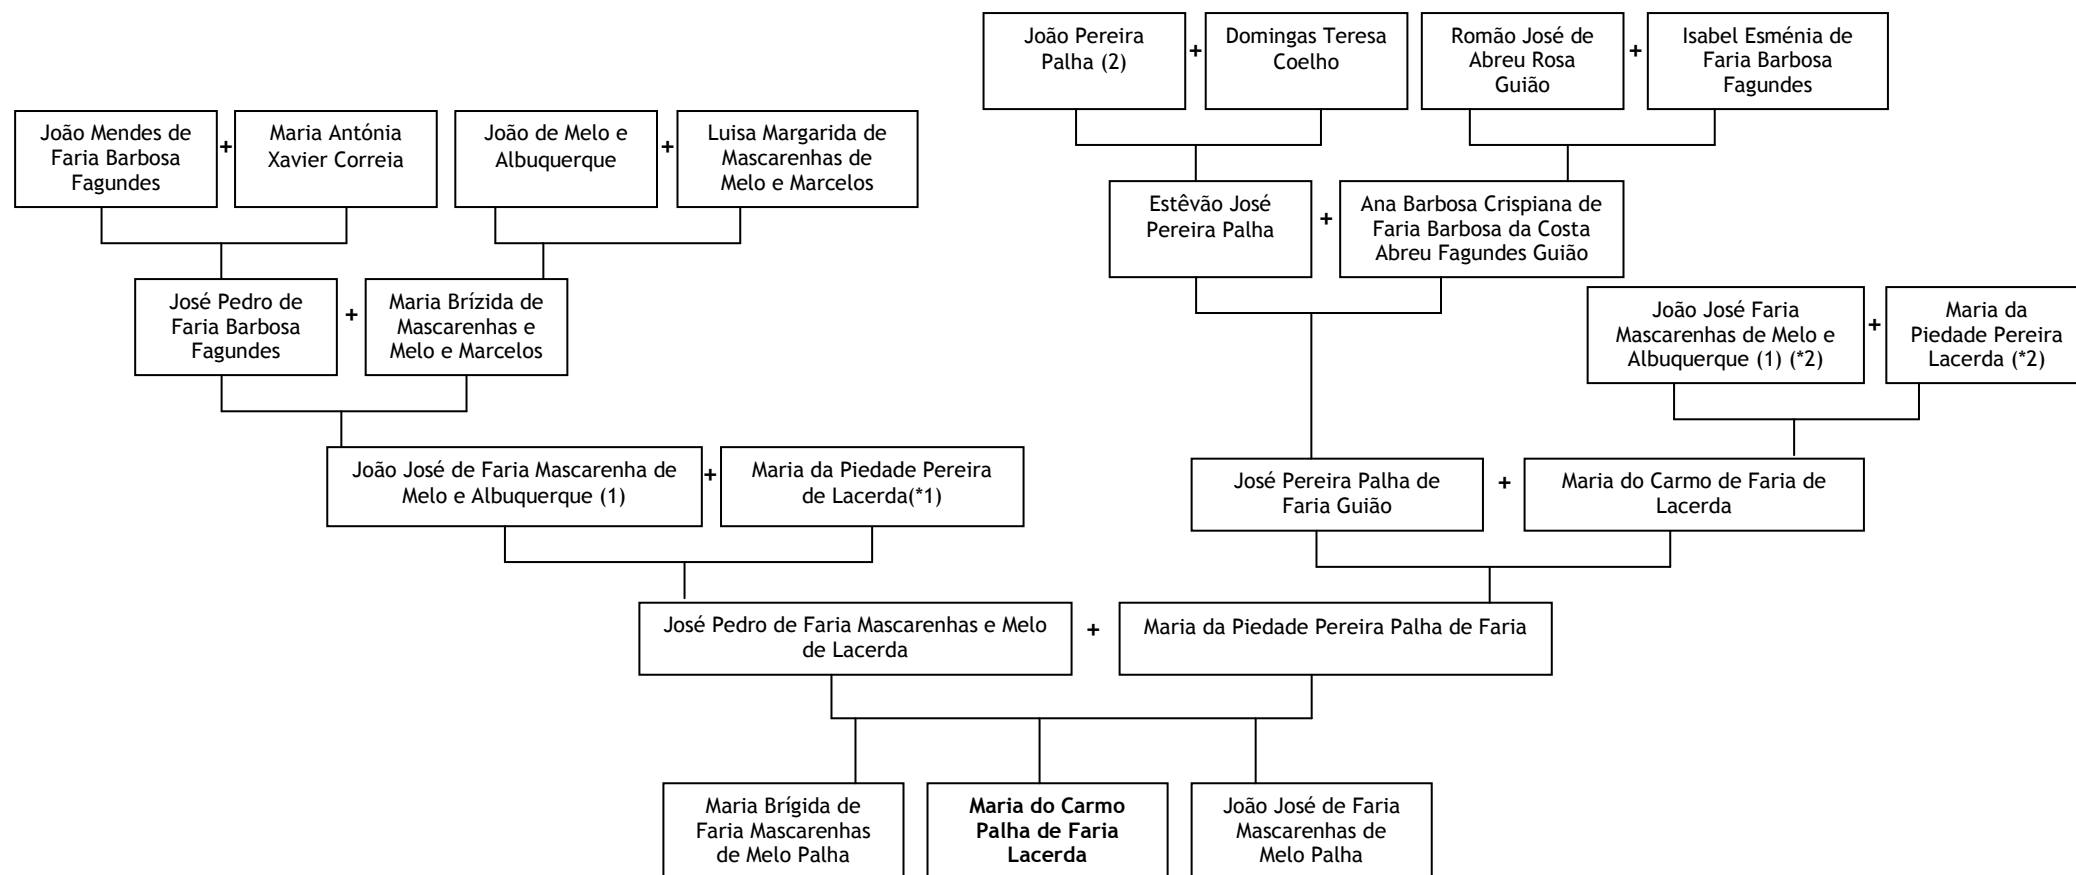 João Pereira
Palha (2)
+
Domingas Teresa
Coelho
Romão José de
Abreu Rosa
Guião
+
Isabel Esménia de
Faria Barbosa
Fagundes
João Mendes de
Faria Barbosa
Fagundes
+
Maria Antónia
Xavier Correia
João de Melo e
Albuquerque
+
Luisa Margarida de
Mascarenhas de
Melo e Marcelos
Estêvão José
Pereira Palha
+
Ana Barbosa Crispiana de
Faria Barbosa da Costa
Abreu Fagundes Guião
José Pedro de
Faria Barbosa
Fagundes
+
Maria Brízida de
Mascarenhas e
Melo e Marcelos
João José Faria
Mascarenhas de Melo e
Albuquerque (1) (*2)
+
Maria da
Piedade Pereira
Lacerda (*2)
João José de Faria Mascarenha de
Melo e Albuquerque (1)
+
Maria da Piedade Pereira
de Lacerda(*1)
José Pereira Palha de
Faria Guião
+
Maria do Carmo de Faria de
Lacerda
José Pedro de Faria Mascarenhas e Melo
de Lacerda
+
Maria da Piedade Pereira Palha de Faria
Maria Brígida de
Faria Mascarenhas
de Melo Palha
Maria do Carmo
Palha de Faria
Lacerda
João José de Faria
Mascarenhas de
Melo Palha